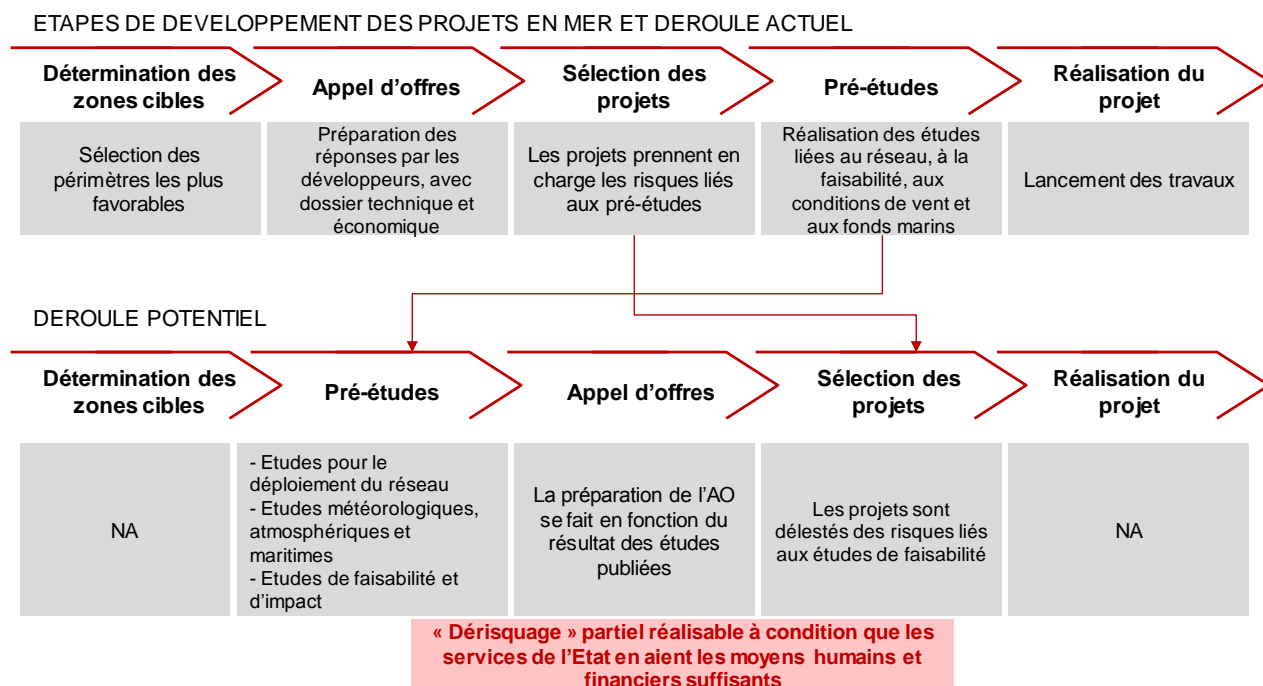 ETAPES DE DEVELOPPEMENT DES PROJETS EN MER ET DEROULE ACTUEL
Détermination des
zones cibles
Appel d'offres
Sélection des
projets
Pré-études
Réalisation du
projet
Sélection des
périmètres les plus
favorables
Préparation des
réponses par les
développeurs, avec
dossier technique et
économique
Les projets prennent en
charge les risques liés
aux pré-études
Réalisation des études
liées au réseau, à la
faisabilité, aux
conditions de vent et
aux fonds marins
Lancement des travaux
DEROULE POTENTIEL
Détermination des
zones cibles
Pré-études
Appel d'offres
Sélection des
projets
Réalisation du
projet
NA
- Etudes pour le
déploiement du réseau
- Etudes météorologiques,
atmosphériques et
maritimes
- Etudes de faisabilité et
d'impact
La préparation de l'AO
se fait en fonction du
résultat des études
publiées
Les projets sont
délestés des risques liés
aux études de faisabilité
NA
« Dérisquage » partiel réalisable à condition que les
services de l'Etat en aient les moyens humains et
financiers suffisants